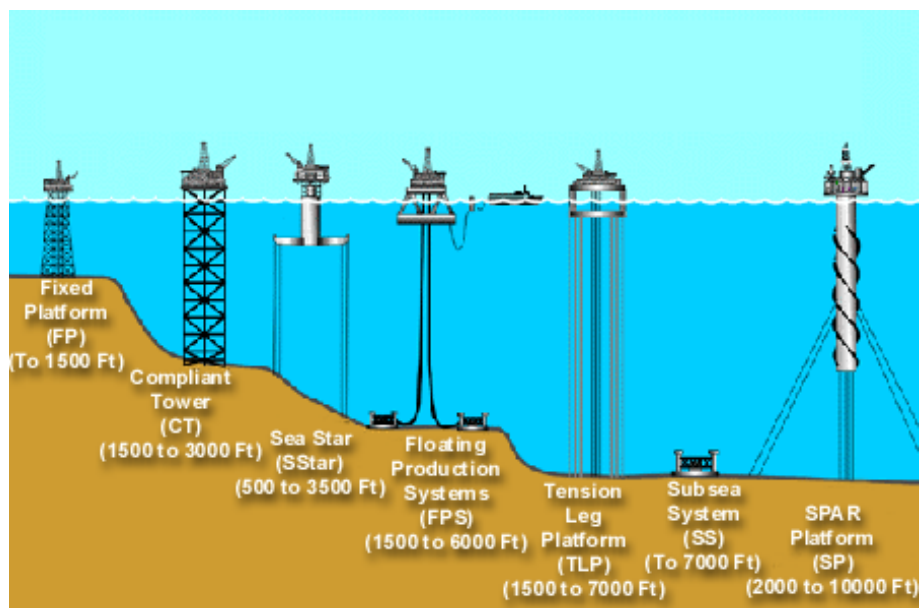 Fixed
Platform
(FP)
(To 1500 Ft)
Compliant
Tower
(CT)
(1500 to 3000 Ft)
Sea Star
(SStar)
(500 to 3500 Ft)
Floating
Production
Systems
(FPS)
(1500 to 6000 Ft)
Tension
Leg
Platform
(TLP)
(1500 to 7000 Ft)
Subsea
System
(SS)
(To 7000 Ft)
SPAR
Platform
(SP)
(2000 to 10000 Ft)